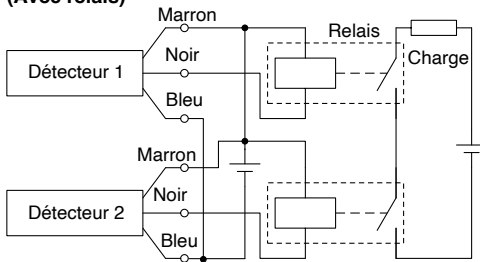 (Avec relais)
Marron
Relais
Noir
Charge
Détecteur 1
Bleu
Marron
Noir
Détecteur 2
Bleu